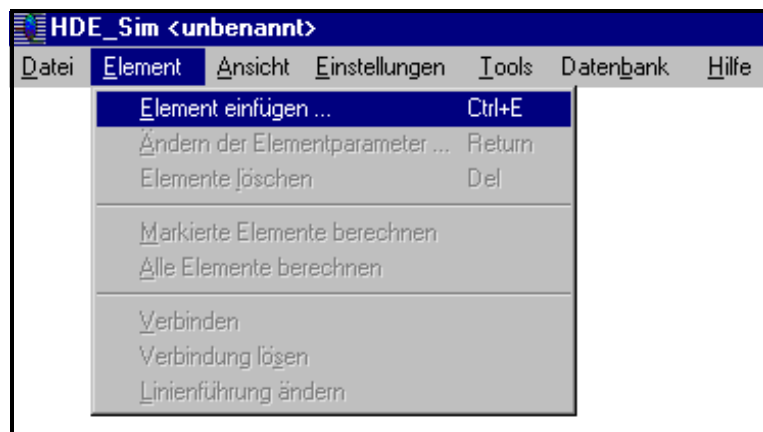 HDE_Sim <unbenannt>
Datei Element Ansicht Einstellungen Tools Datenbank Hilfe
Element einfügen ... Ctrl+E
Ändern der Elementparameter ... Return
Elemente löschen Del
Markierte Elemente berechnen
Alle Elemente berechnen
Verbinden
Verbindung lösen
Linienführung ändern